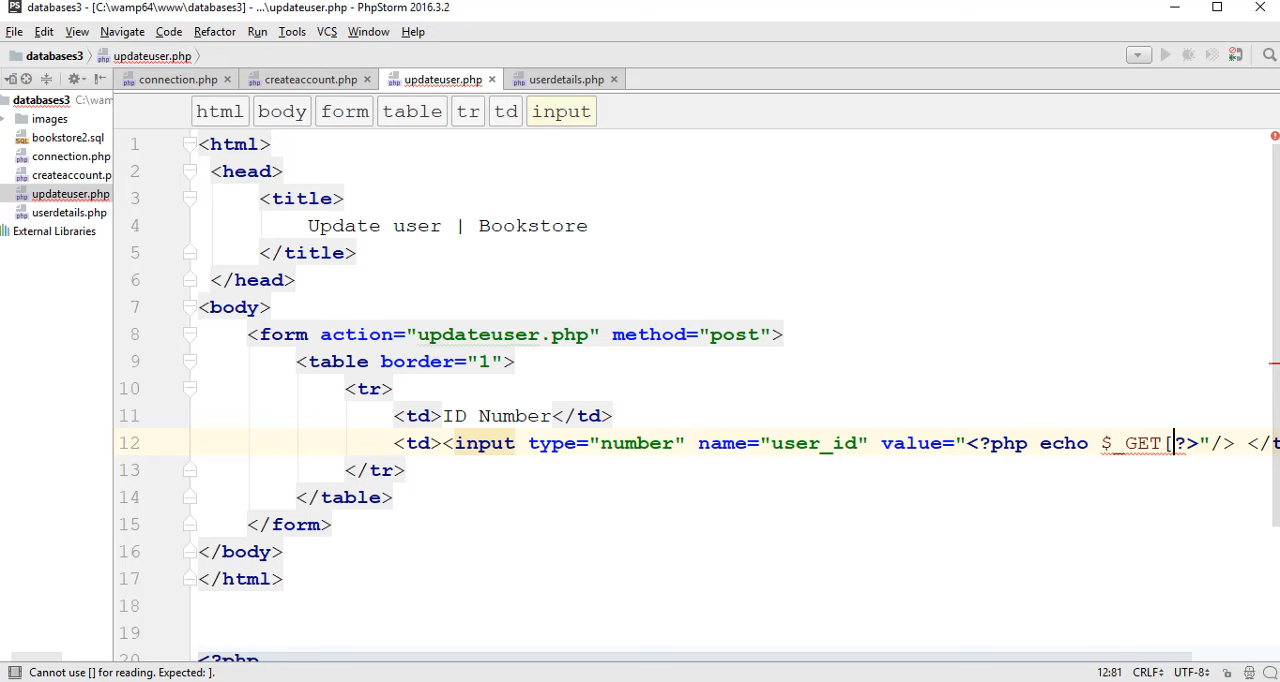 PS databases3 - [C:\wamp64\www\databases3] - ...\updateuser.php - PhpStorm 2016.3.2
File Edit View Navigate Code Refactor Run Tools VCS Window Help
databases3 updateuser.php
connection.php createaccount.php updateuser.php userdetails.php
databases3 C:\wam
images
bookstore2.sql
connection.php
createaccount.p
updateuser.php
userdetails.php
External Libraries
html body form table tr td input
1 <html>
2 <head>
3 <title>
4 Update user | Bookstore
5 </title>
6 </head>
7 <body>
8 <form action="updateuser.php" method="post">
9 <table border="1">
10 <tr>
11 <td>ID Number</td>
12 <td><input type="number" name="user_id" value="<?php echo $_GET[?>"/> </t
13 </tr>
14 </table>
15 </form>
16 </body>
17 </html>
18
19
20 <?php
Cannot use [] for reading. Expected: ]. 12:81 CRLF UTF-8